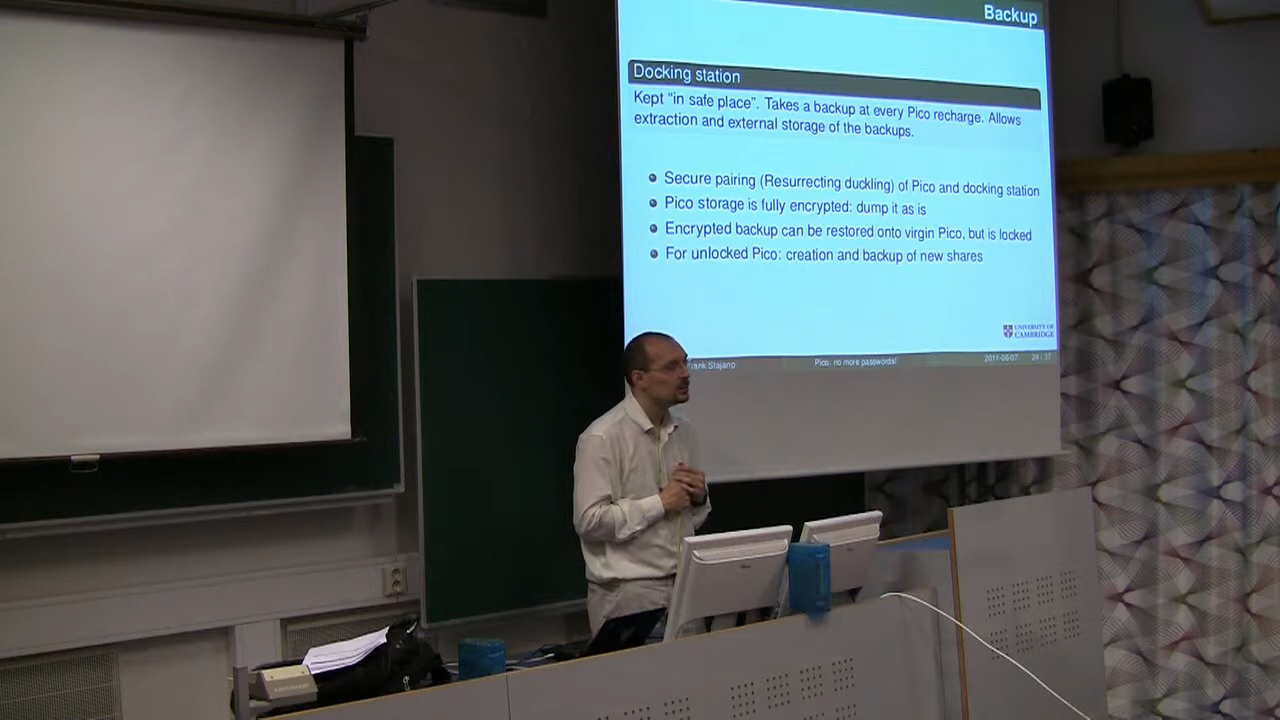 Backup
Docking station
Kept “in safe place”. Takes a backup at every Pico recharge. Allows
extraction and external storage of the backups.
Secure pairing (Resurrecting duckling) of Pico and docking station
Pico storage is fully encrypted: dump it as is
Encrypted backup can be restored onto virgin Pico, but is locked
For unlocked Pico: creation and backup of new shares
UNIVERSITY OF
CAMBRIDGE
rank Stajano Pico: no more passwords! 2011-06-07 24 / 37